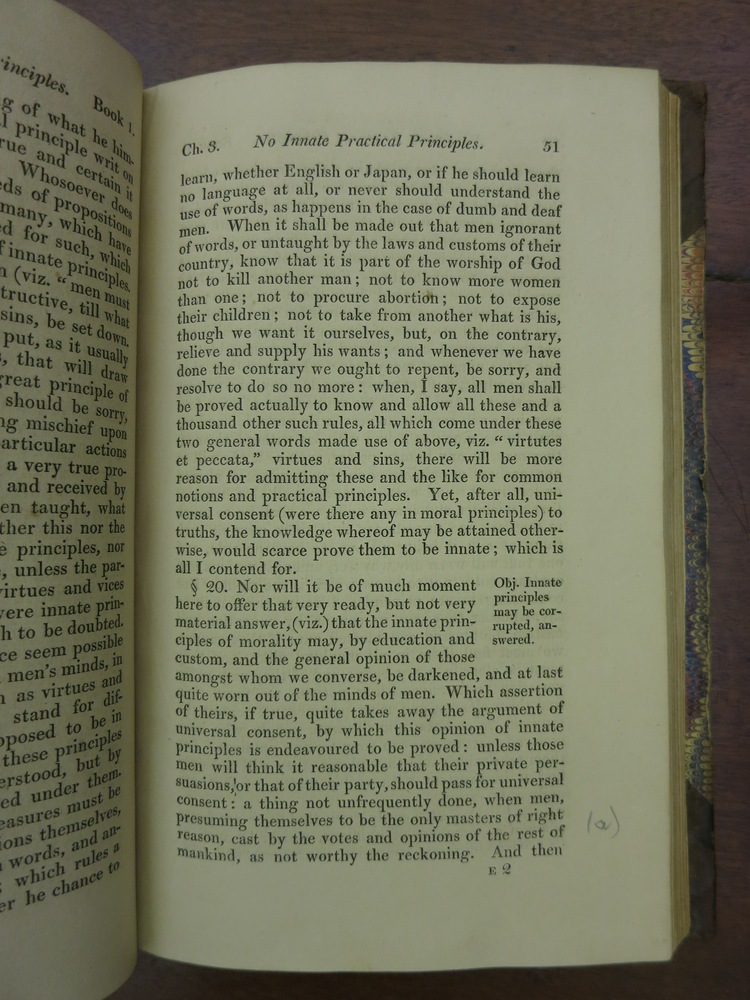 rinciples. Book 1.
g of what he him-
l principle writ on
rue and certain it
Whosoever does
ds of propositions
many, which have
d for such, which
f innate principles.
n (viz. “ men must
tructive, till what
sins, be set down.
put, as it usually
s, that will draw
great principle of
should be sorry,
ng mischief upon
articular actions
a very true pro-
and received by
en taught, what
ther this nor the
e principles, nor
, unless the par-
virtues and vices
were innate prin-
h to be doubted.
ce seem possible
men's minds, in
n as virtues and
stand for dif-
pposed to be in
these principles
erstood, but by
ed under them.
easures must be
ions themselves,
words, and an-
; which rules a
er he chance to
Ch. 3. No Innate Practical Principles. 51
learn, whether English or Japan, or if he should learn
no language at all, or never should understand the
use of words, as happens in the case of dumb and deaf
men. When it shall be made out that men ignorant
of words, or untaught by the laws and customs of their
country, know that it is part of the worship of God
not to kill another man; not to know more women
than one; not to procure abortion; not to expose
their children; not to take from another what is his,
though we want it ourselves, but, on the contrary,
relieve and supply his wants; and whenever we have
done the contrary we ought to repent, be sorry, and
resolve to do so no more: when, I say, all men shall
be proved actually to know and allow all these and a
thousand other such rules, all which come under these
two general words made use of above, viz. “ virtutes
et peccata,” virtues and sins, there will be more
reason for admitting these and the like for common
notions and practical principles. Yet, after all, uni-
versal consent (were there any in moral principles) to
truths, the knowledge whereof may be attained other-
wise, would scarce prove them to be innate; which is
all I contend for.
§ 20. Nor will it be of much moment
here to offer that very ready, but not very
material answer, (viz.) that the innate prin-
ciples of morality may, by education and
custom, and the general opinion of those
Obj. Innate
principles
may be cor-
rupted, an-
swered.
amongst whom we converse, be darkened, and at last
quite worn out of the minds of men. Which assertion
of theirs, if true, quite takes away the argument of
universal consent, by which this opinion of innate
principles is endeavoured to be proved: unless those
men will think it reasonable that their private per-
suasions, or that of their party, should pass for universal
consent: a thing not unfrequently done, when men,
presuming themselves to be the only masters of right
reason, cast by the votes and opinions of the rest of
mankind, as not worthy the reckoning. And then
(a)
E 2